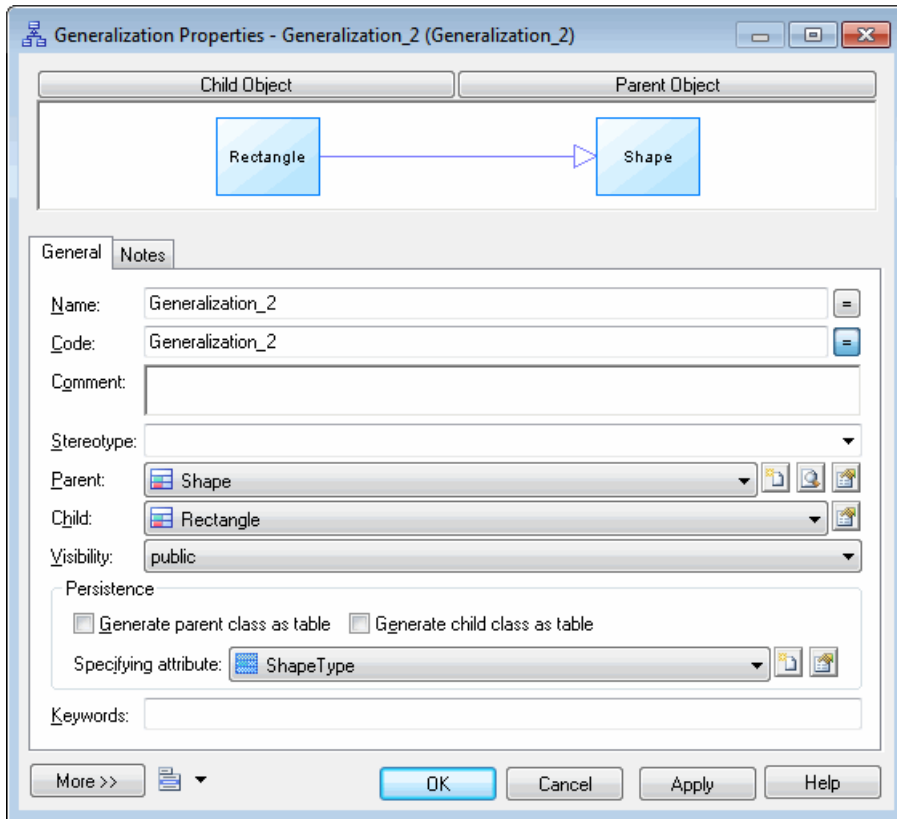 Generalization Properties - Generalization_2 (Generalization_2)
Child Object Parent Object
Rectangle Shape
General Notes
Name: Generalization_2 =
Code: Generalization_2 =
Comment:
Stereotype:
Parent: Shape
Child: Rectangle
Visibility: public
Persistence
Generate parent class as table Generate child class as table
Specifying attribute: ShapeType
Keywords:
More >> OK Cancel Apply Help